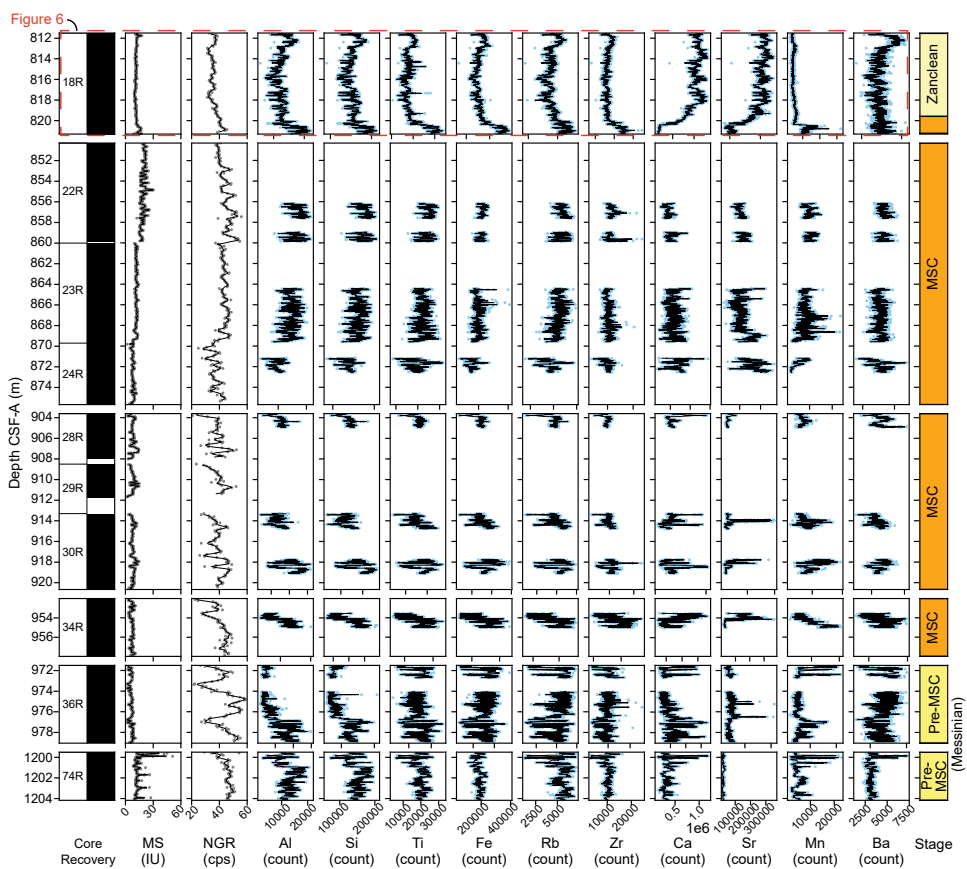 Figure 6
Depth CSF-A (m)
812
814
816
818
820
18R
Zanclean
852
854
856
858
860
862
864
866
868
870
872
874
22R
23R
24R
MSC
904
906
908
910
912
914
916
918
920
28R
29R
30R
MSC
954
956
34R
MSC
972
974
976
978
36R
Pre-MSC
(Messinian)
1200
1202
1204
74R
Pre-
MSC
0 30 60
20 40 60
10000 20000
100000 200000
10000 20000 30000
200000 400000
2500 5000
10000 20000
0.5 1.0
1e6
100000 200000 300000
10000 20000
2500 5000 7500
Core MS NGR Al Si Ti Fe Rb Zr Ca Sr Mn Ba Stage
Recovery (IU) (cps) (count) (count) (count) (count) (count) (count) (count) (count) (count) (count)